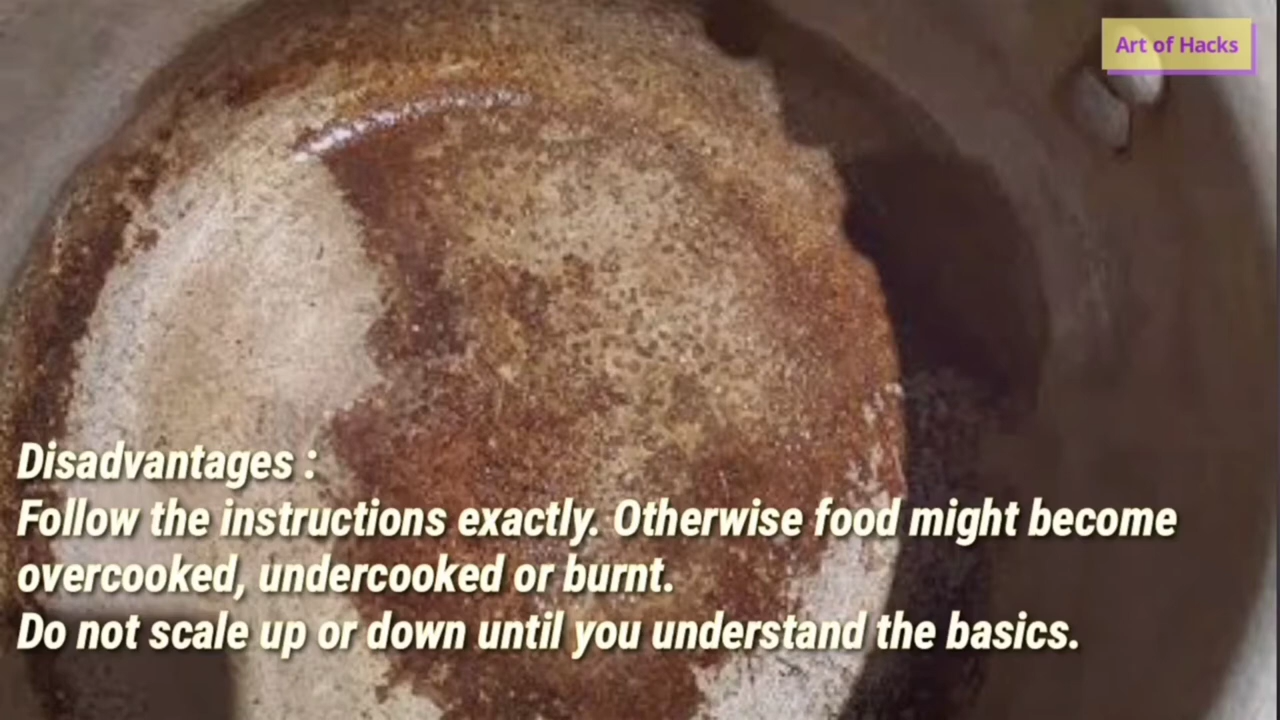 Art of Hacks
Disadvantages :
Follow the instructions exactly. Otherwise food might become
overcooked, undercooked or burnt.
Do not scale up or down until you understand the basics.